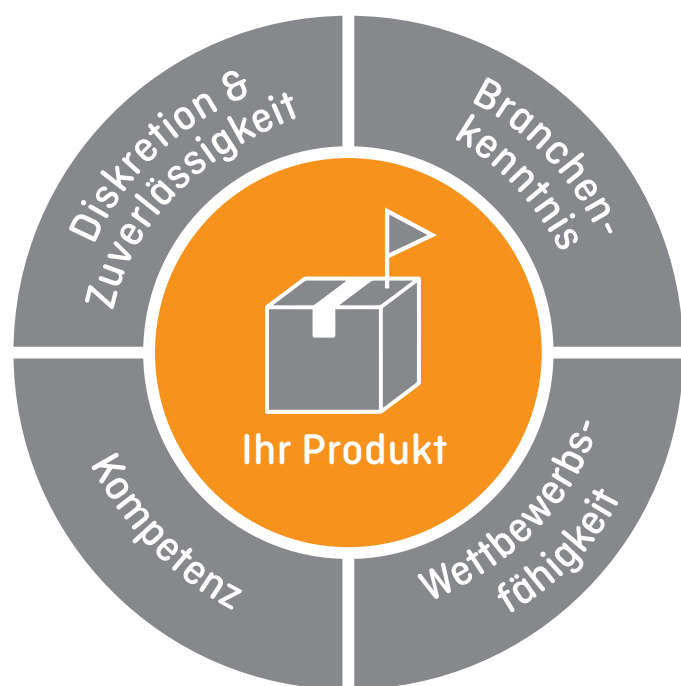 Diskretion &
Zuverlässigkeit
Branchen-
kenntnis
Ihr Produkt
Kompetenz
Wettbewerbs-
fähigkeit